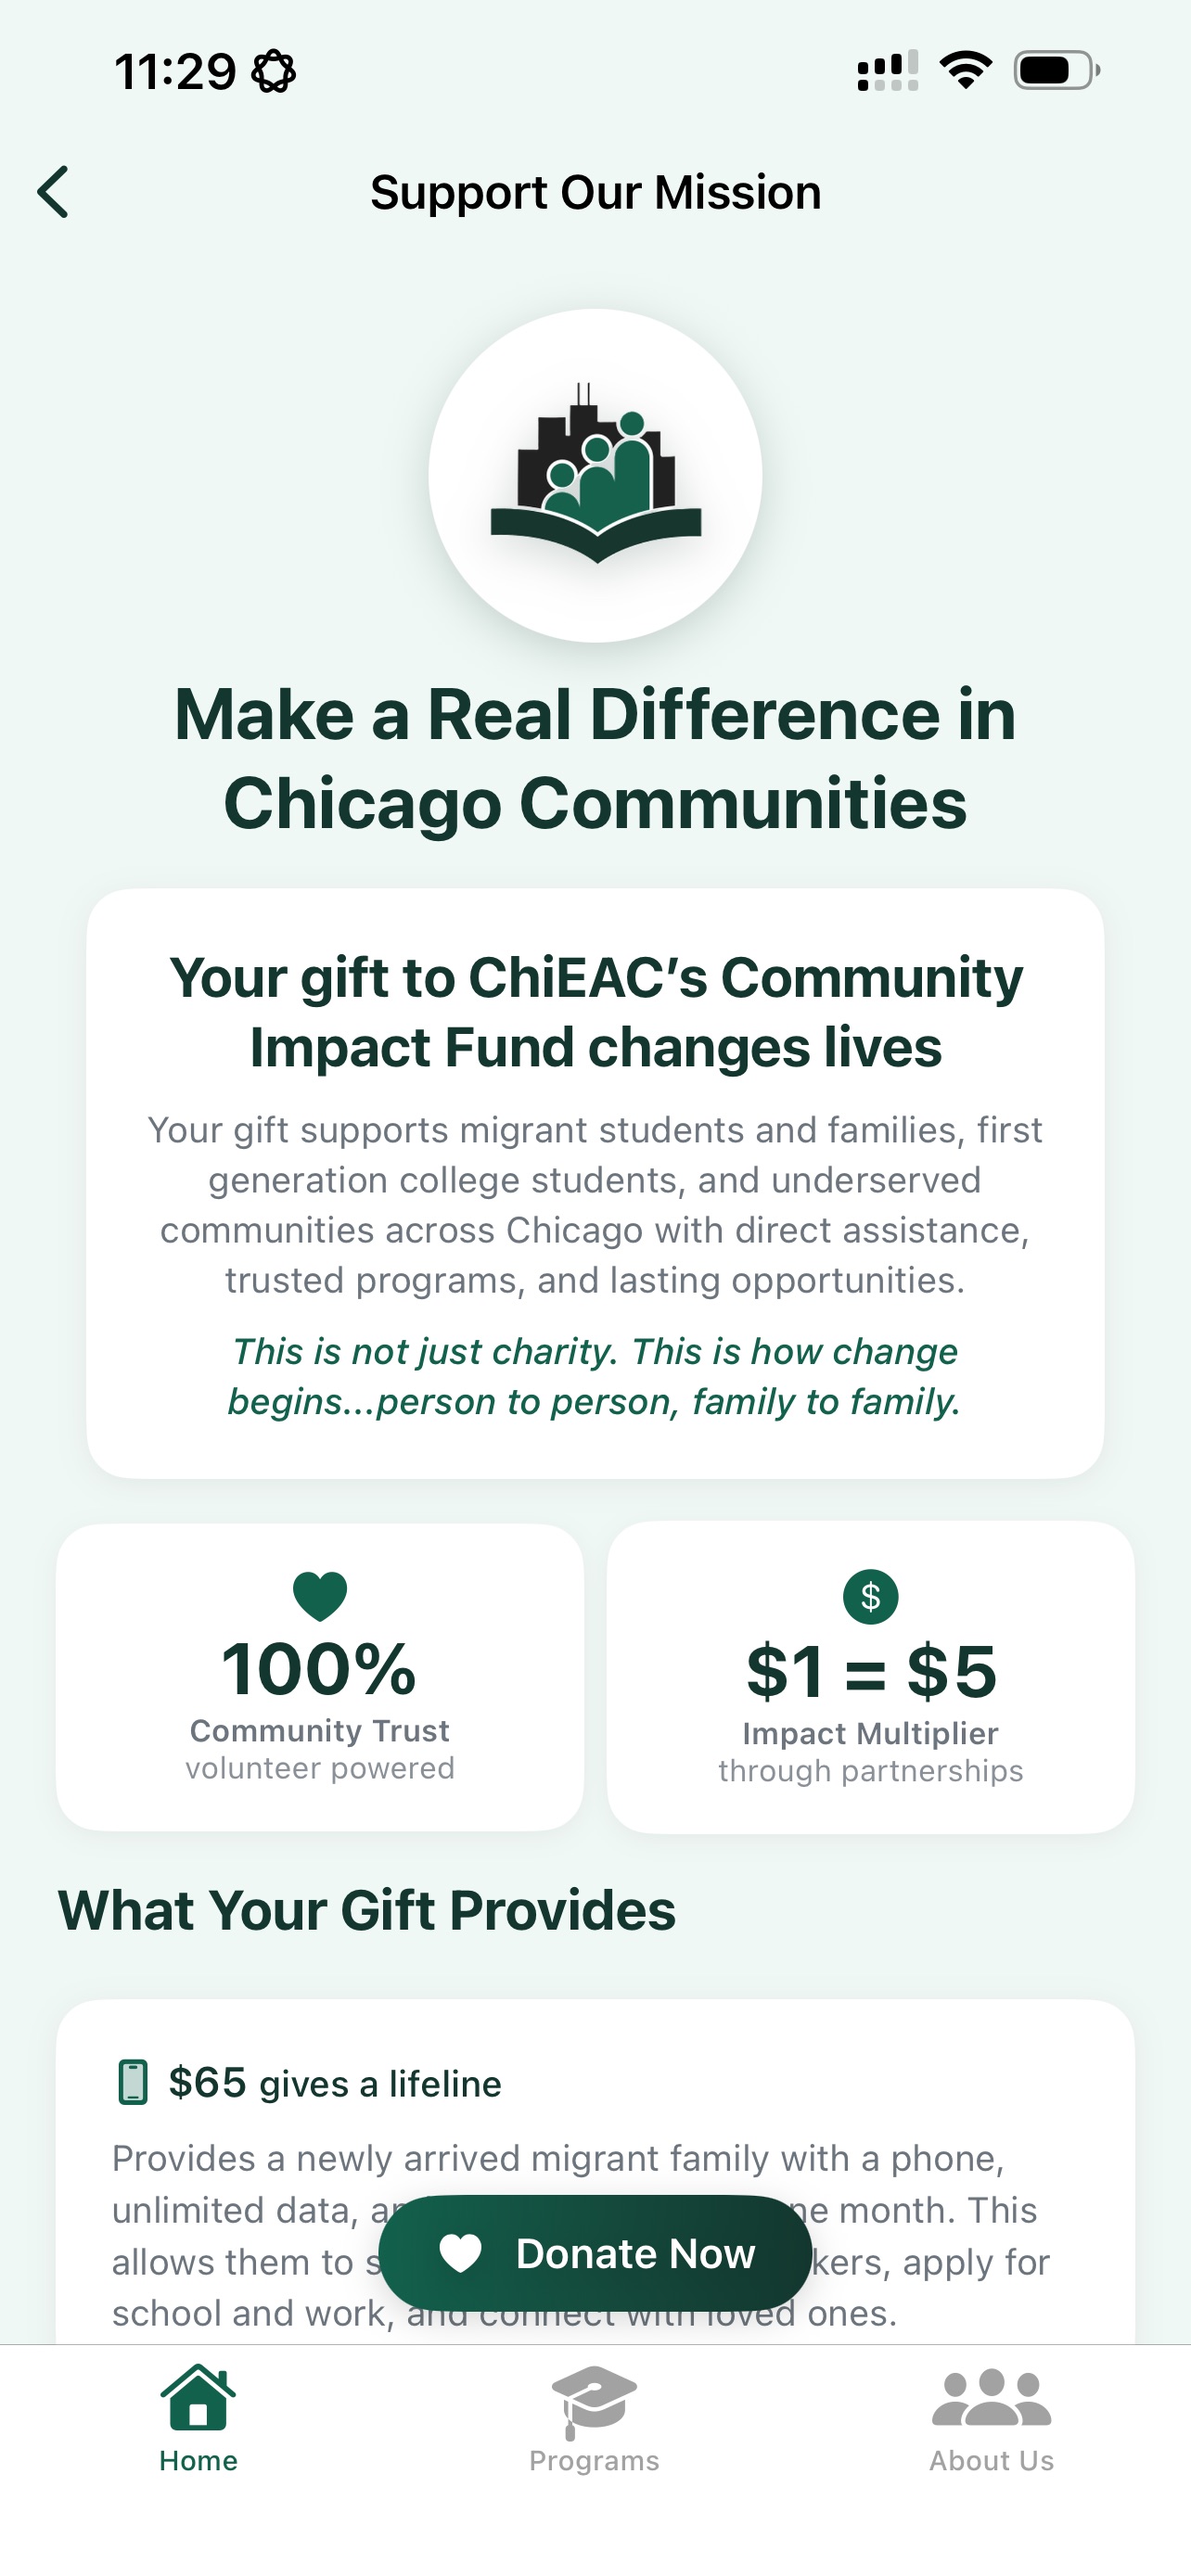 11:29
Support Our Mission
Make a Real Difference in
Chicago Communities
Your gift to ChiEAC's Community
Impact Fund changes lives
Your gift supports migrant students and families, first
generation college students, and underserved
communities across Chicago with direct assistance,
trusted programs, and lasting opportunities.
This is not just charity. This is how change
begins...person to person, family to family.
100%
Community Trust
volunteer powered
$
$1 = $5
Impact Multiplier
through partnerships
What Your Gift Provides
$65 gives a lifeline
Provides a newly arrived migrant family with a phone,
unlimited data, month. This
allows them to apply for
school and work, and connect with loved ones.
Donate Now
Home
Programs
About Us